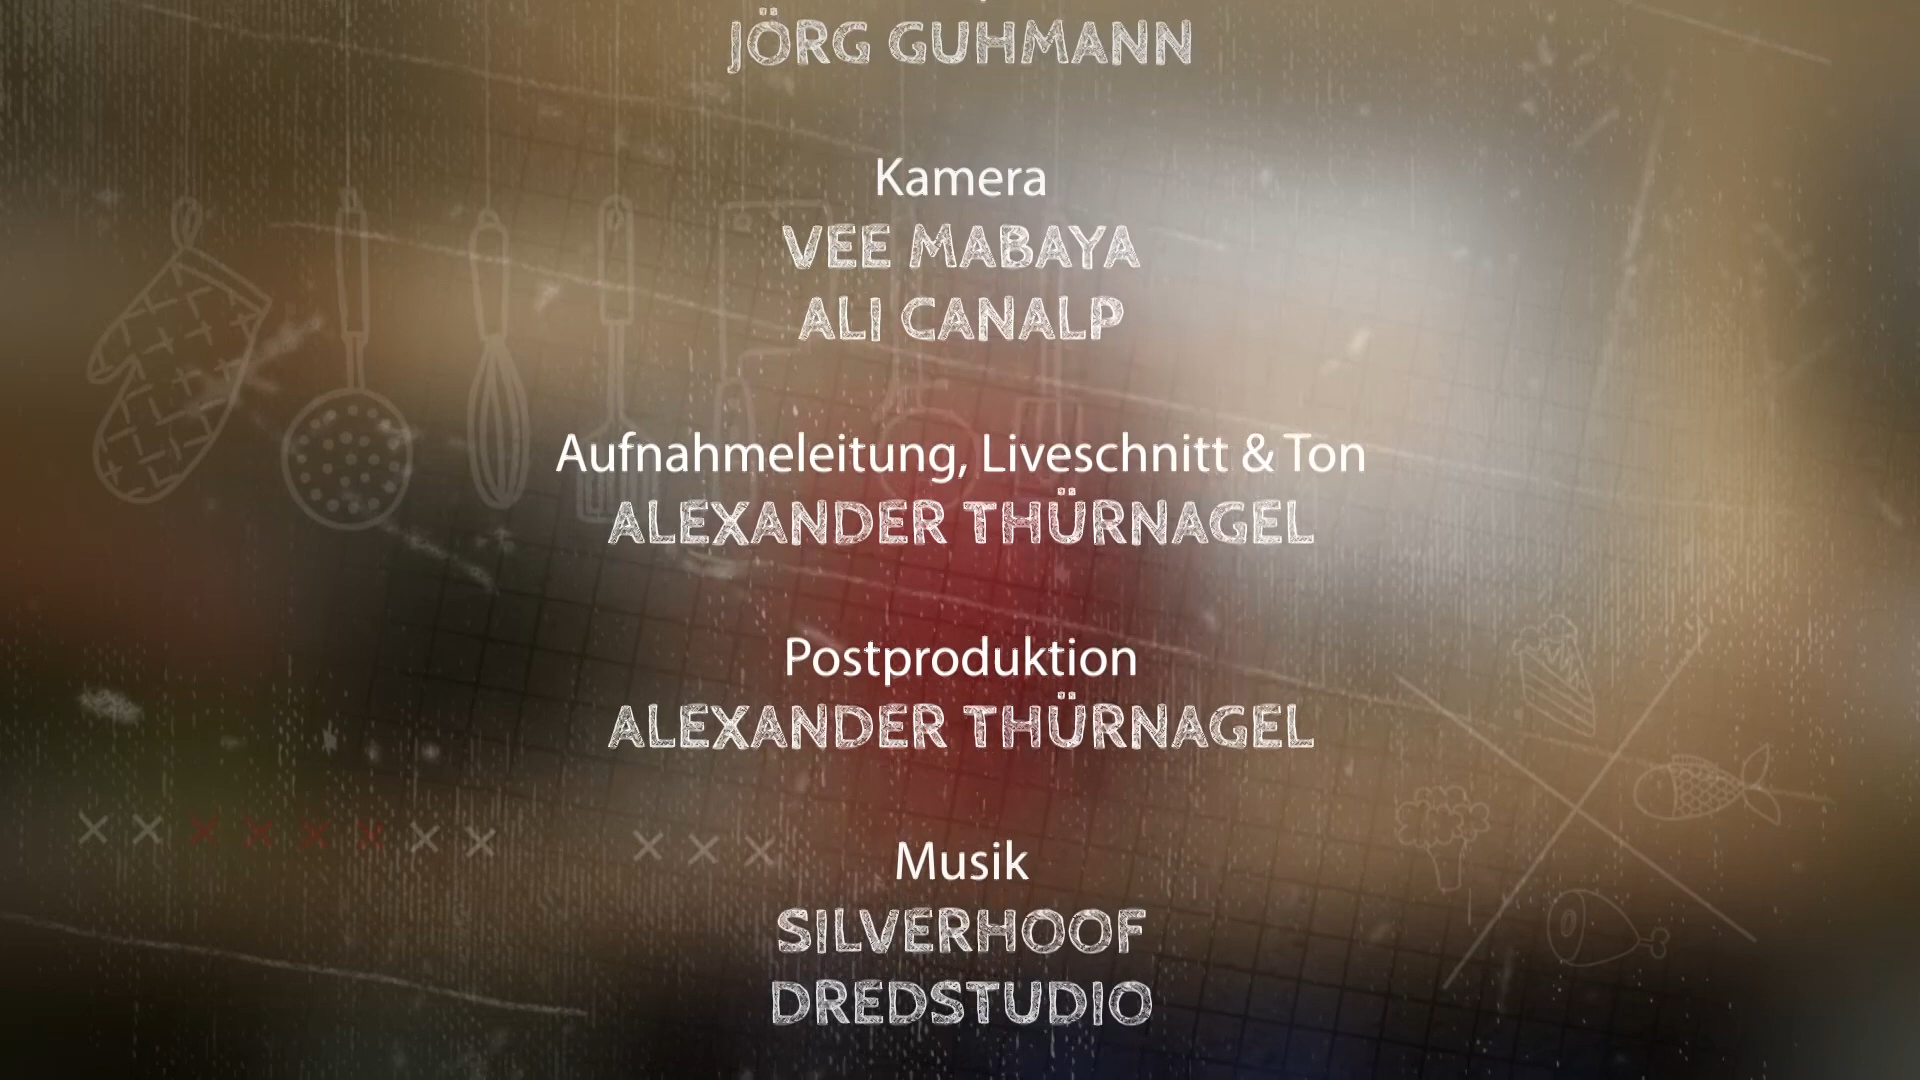 JÖRG GUHMANN
Kamera
VEE MABAYA
ALI CANALP
Aufnahmeleitung, Liveschnitt & Ton
ALEXANDER THÜRNAGEL
Postproduktion
ALEXANDER THÜRNAGEL
Musik
SILVERHOOF
DREDSTUDIO